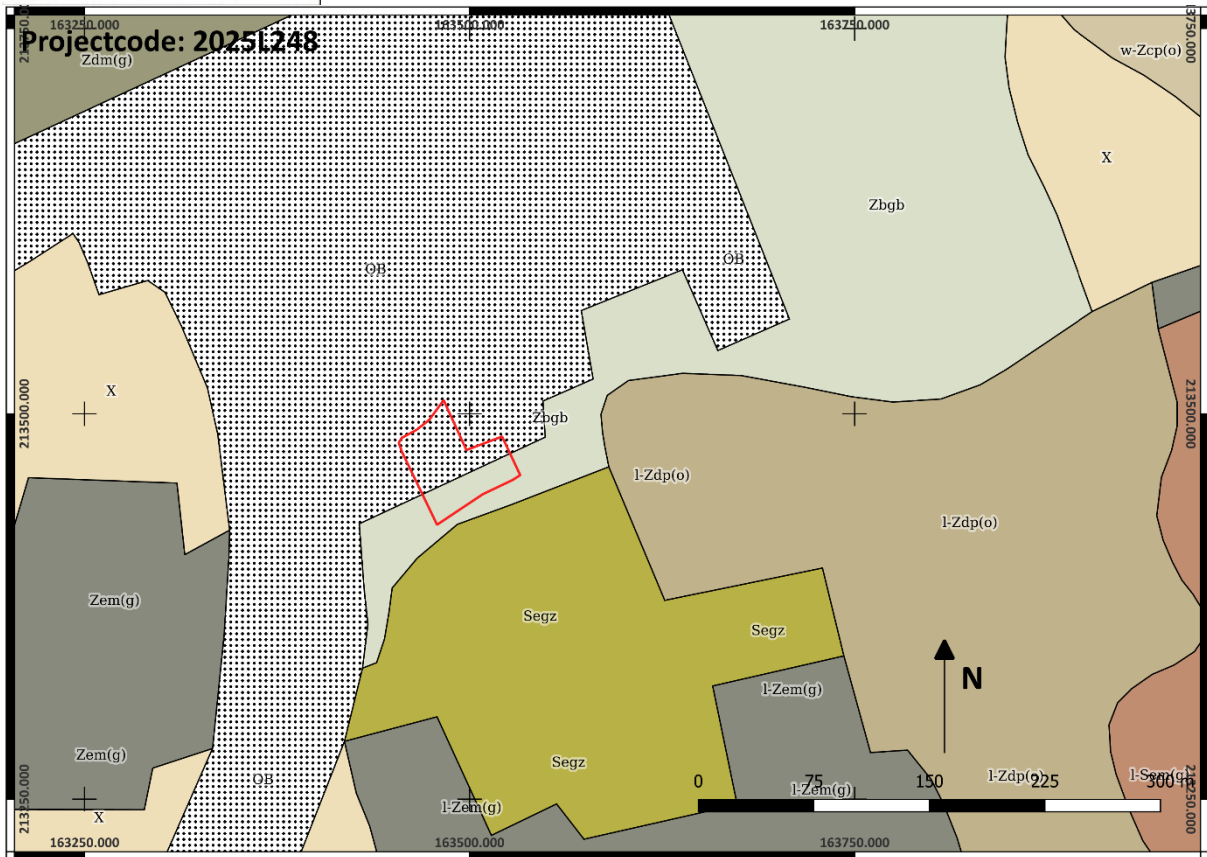 163250.000
163500.000
163750.000
Projectcode: 2025L248
213750.000
Zdm(g)
w-Zcp(o)
X
Zbgb
OB
OB
X
213500.000
213500.000
Zbgb
l-Zdp(o)
l-Zdp(o)
Zem(g)
Segz
Segz
N
l-Zem(g)
Zem(g)
Segz
OB
l-Zdp(o)
0 75 150 225 300 m
l-Zem(g)
l-Zem(g)
X
213250.000
163250.000
163500.000
163750.000